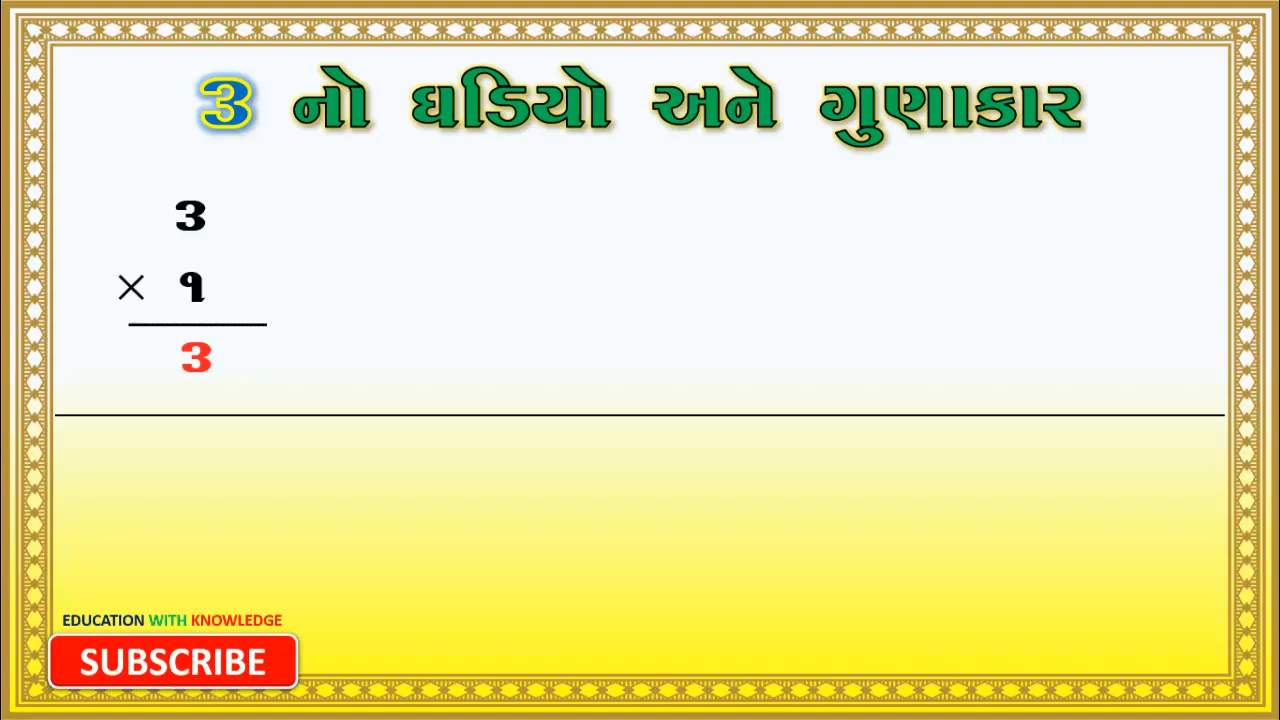 ૩ નો ઘડિયો અને ગુણાકાર
૩
× ૧
૩
EDUCATION WITH KNOWLEDGE
SUBSCRIBE